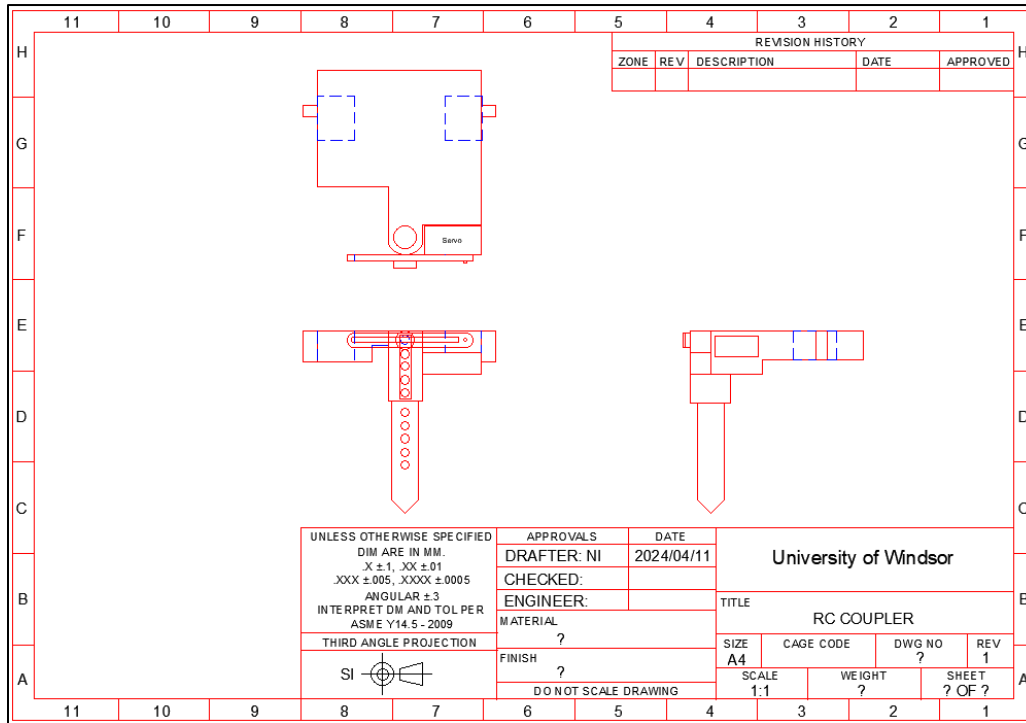 11 10 9 8 7 6 5 4 3 2 1
H H
REVISION HISTORY
ZONE REV DESCRIPTION DATE APPROVED
G G
F F
Servo
E E
D D
C C
UNLESS OTHERWISE SPECIFIED
DIM ARE IN MM.
.X ±.1, .XX ±.01
.XXX ±.005, .XXXX ±.0005
ANGULAR ±.3
INTERPRET DIM AND TOL PER
ASME Y14.5 - 2009
THIRD ANGLE PROJECTION
SI
APPROVALS DATE
DRAFTER: NI 2024/04/11
CHECKED:
ENGINEER:
MATERIAL
?
FINISH
?
DO NOT SCALE DRAWING
University of Windsor
TITLE
RC COUPLER
SIZE CAGE CODE DWG NO REV
A4 ? 1
SCALE WEIGHT SHEET
1:1 ? ? OF ?
B B
A A
11 10 9 8 7 6 5 4 3 2 1